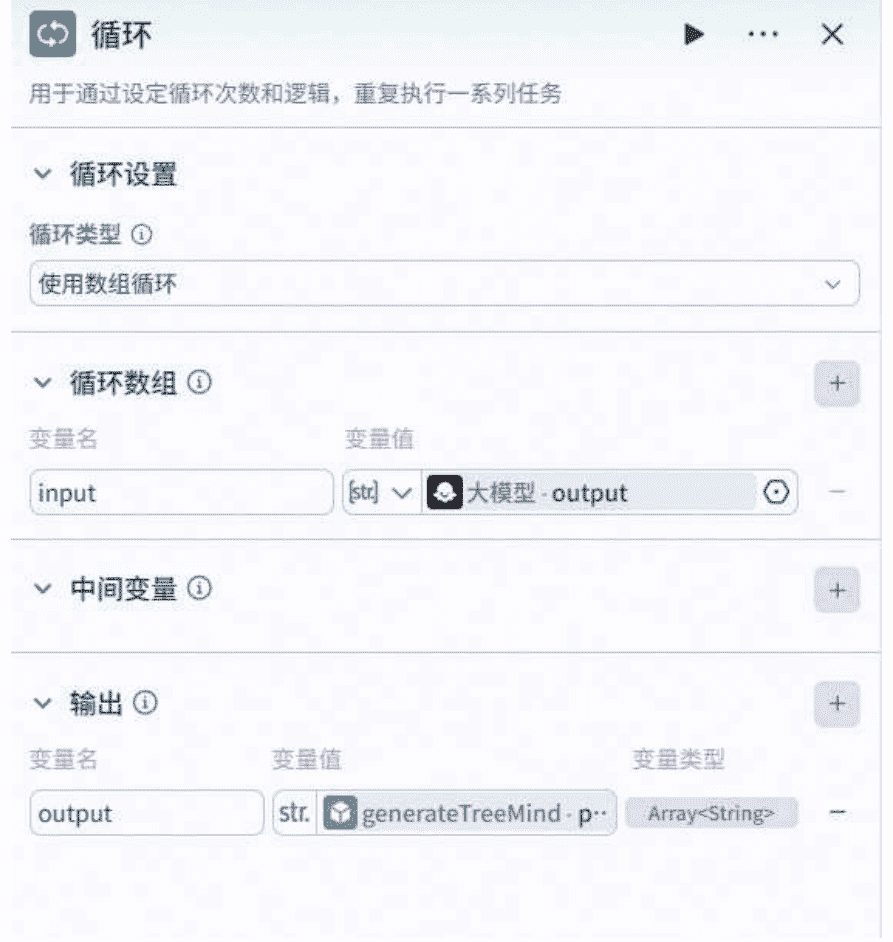 循环
用于通过设定循环次数和逻辑，重复执行一系列任务
循环设置
循环类型
使用数组循环
循环数组
变量名 变量值
input [str.] 大模型 · output
中间变量
输出
变量名 变量值 变量类型
output str. generateTreeMind · p·· Array<String>